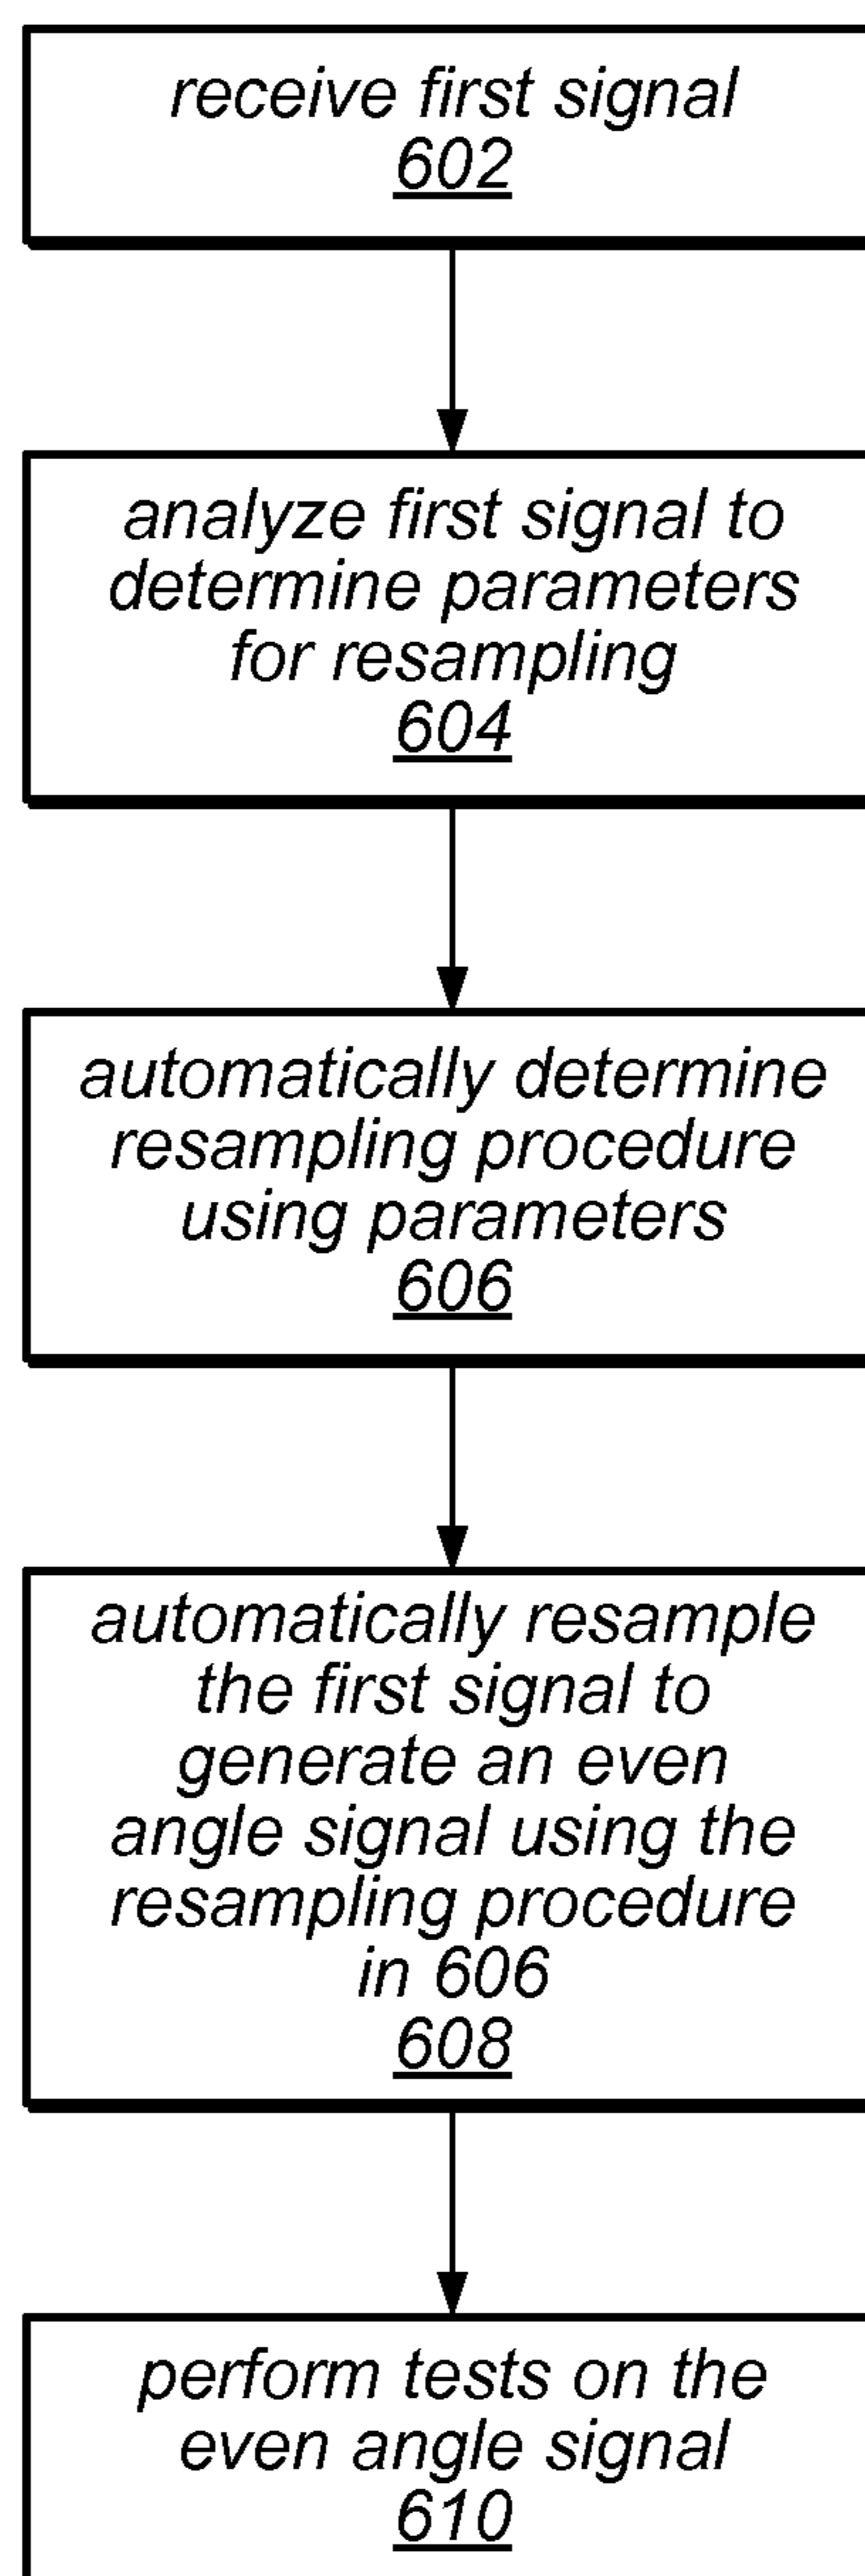 receive first signal
602
analyze first signal to
determine parameters
for resampling
604
automatically determine
resampling procedure
using parameters
606
automatically resample
the first signal to
generate an even
angle signal using the
resampling procedure
in 606
608
perform tests on the
even angle signal
610